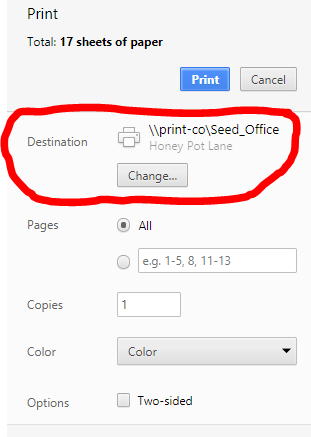 Print
Total: 17 sheets of paper
Print Cancel
Destination \\print-co\Seed_Office
Honey Pot Lane
Change...
Pages All
e.g. 1-5, 8, 11-13
Copies 1
Color Color
Options Two-sided